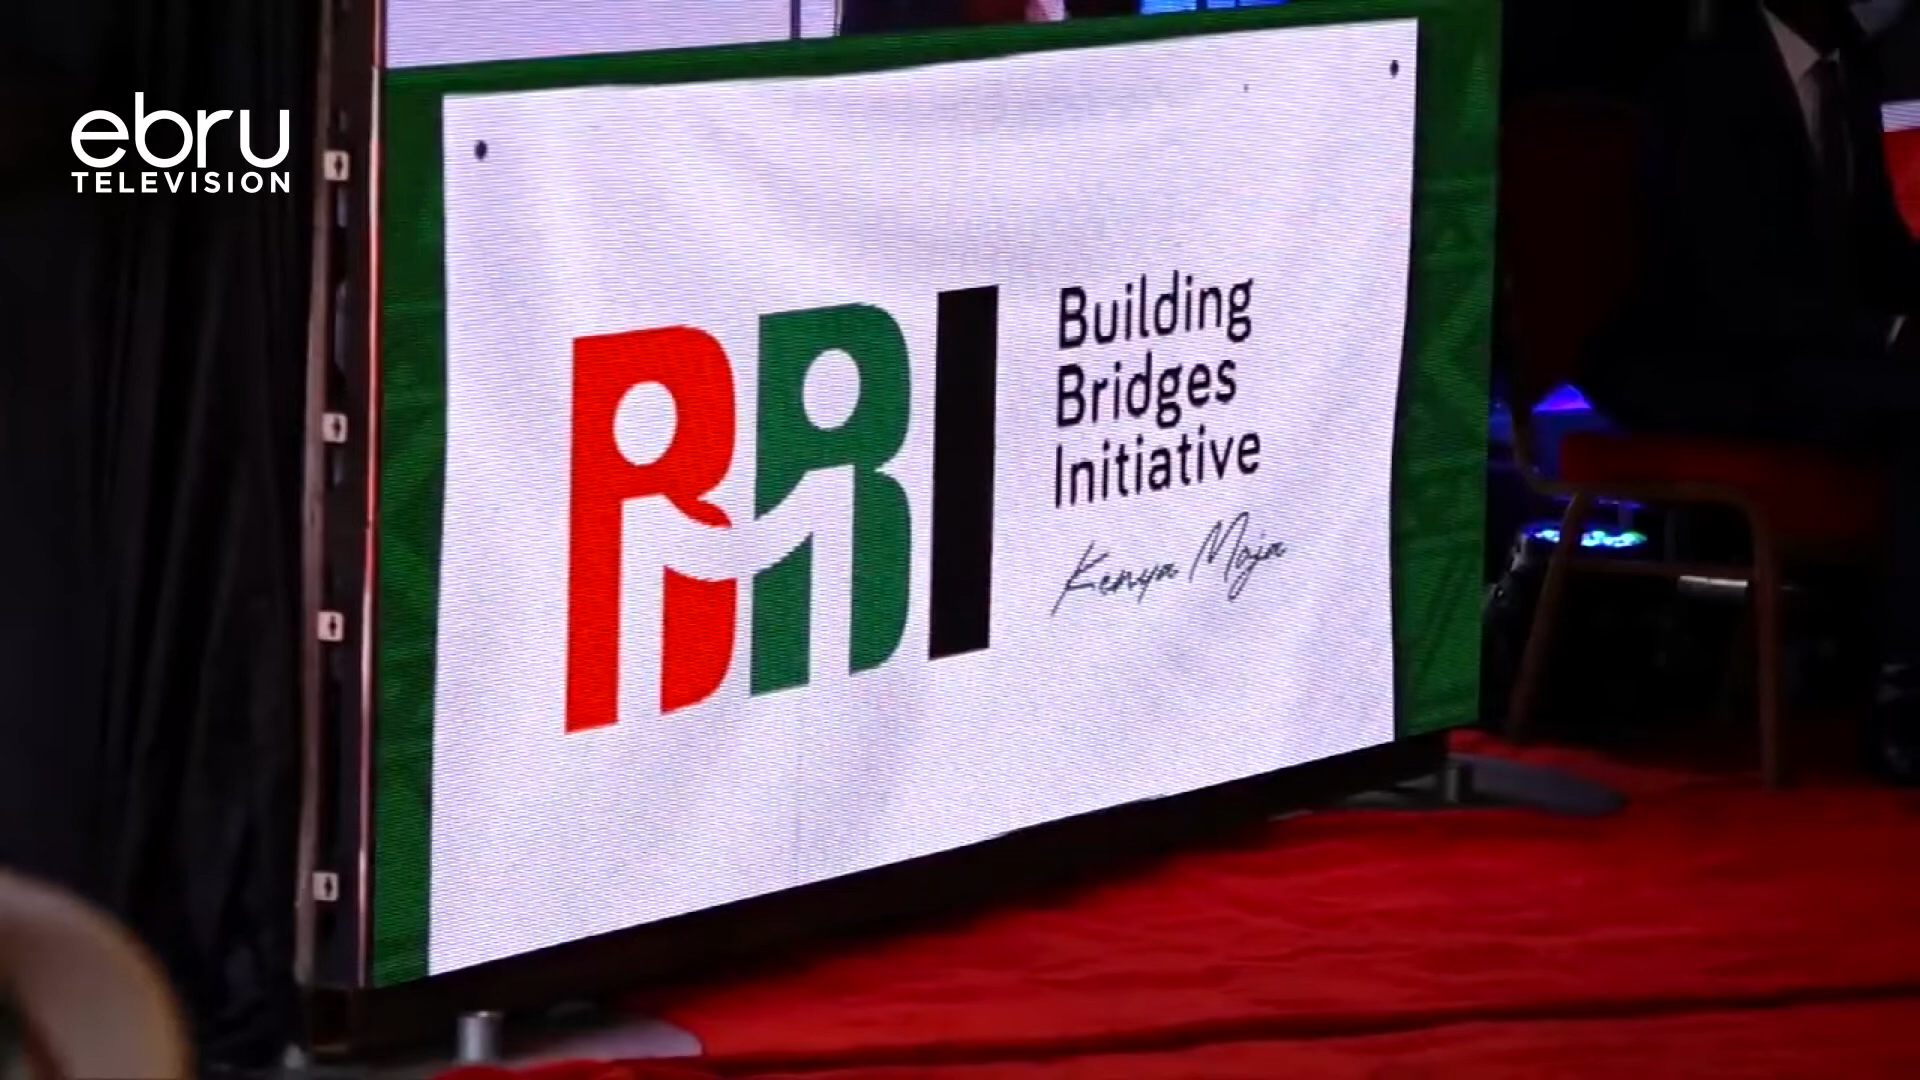 ebru
TELEVISION
BBI
Building
Bridges
Initiative
Kenya Moja